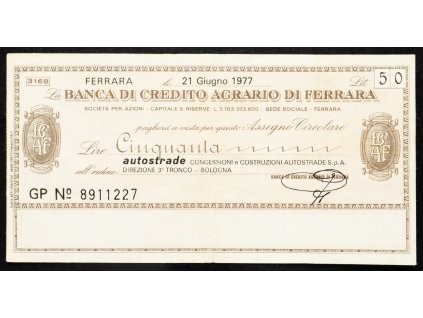 3168 FERRARA li 21 Giugno 1977 Lit. 50
La BANCA DI CREDITO AGRARIO DI FERRARA
SOCIETÀ PER AZIONI - CAPITALE E RISERVE L. 3.783.333.600 - SEDE SOCIALE - FERRARA
pagherà a vista per questo Assegno Circolare
Lire Cinquanta
autostrade CONCESSIONI e COSTRUZIONI AUTOSTRADE S.p.A.
all'ordine DIREZIONE 3° TRONCO - BOLOGNA
BANCA DI CREDITO AGRARIO DI FERRARA
GP Nº 8911227